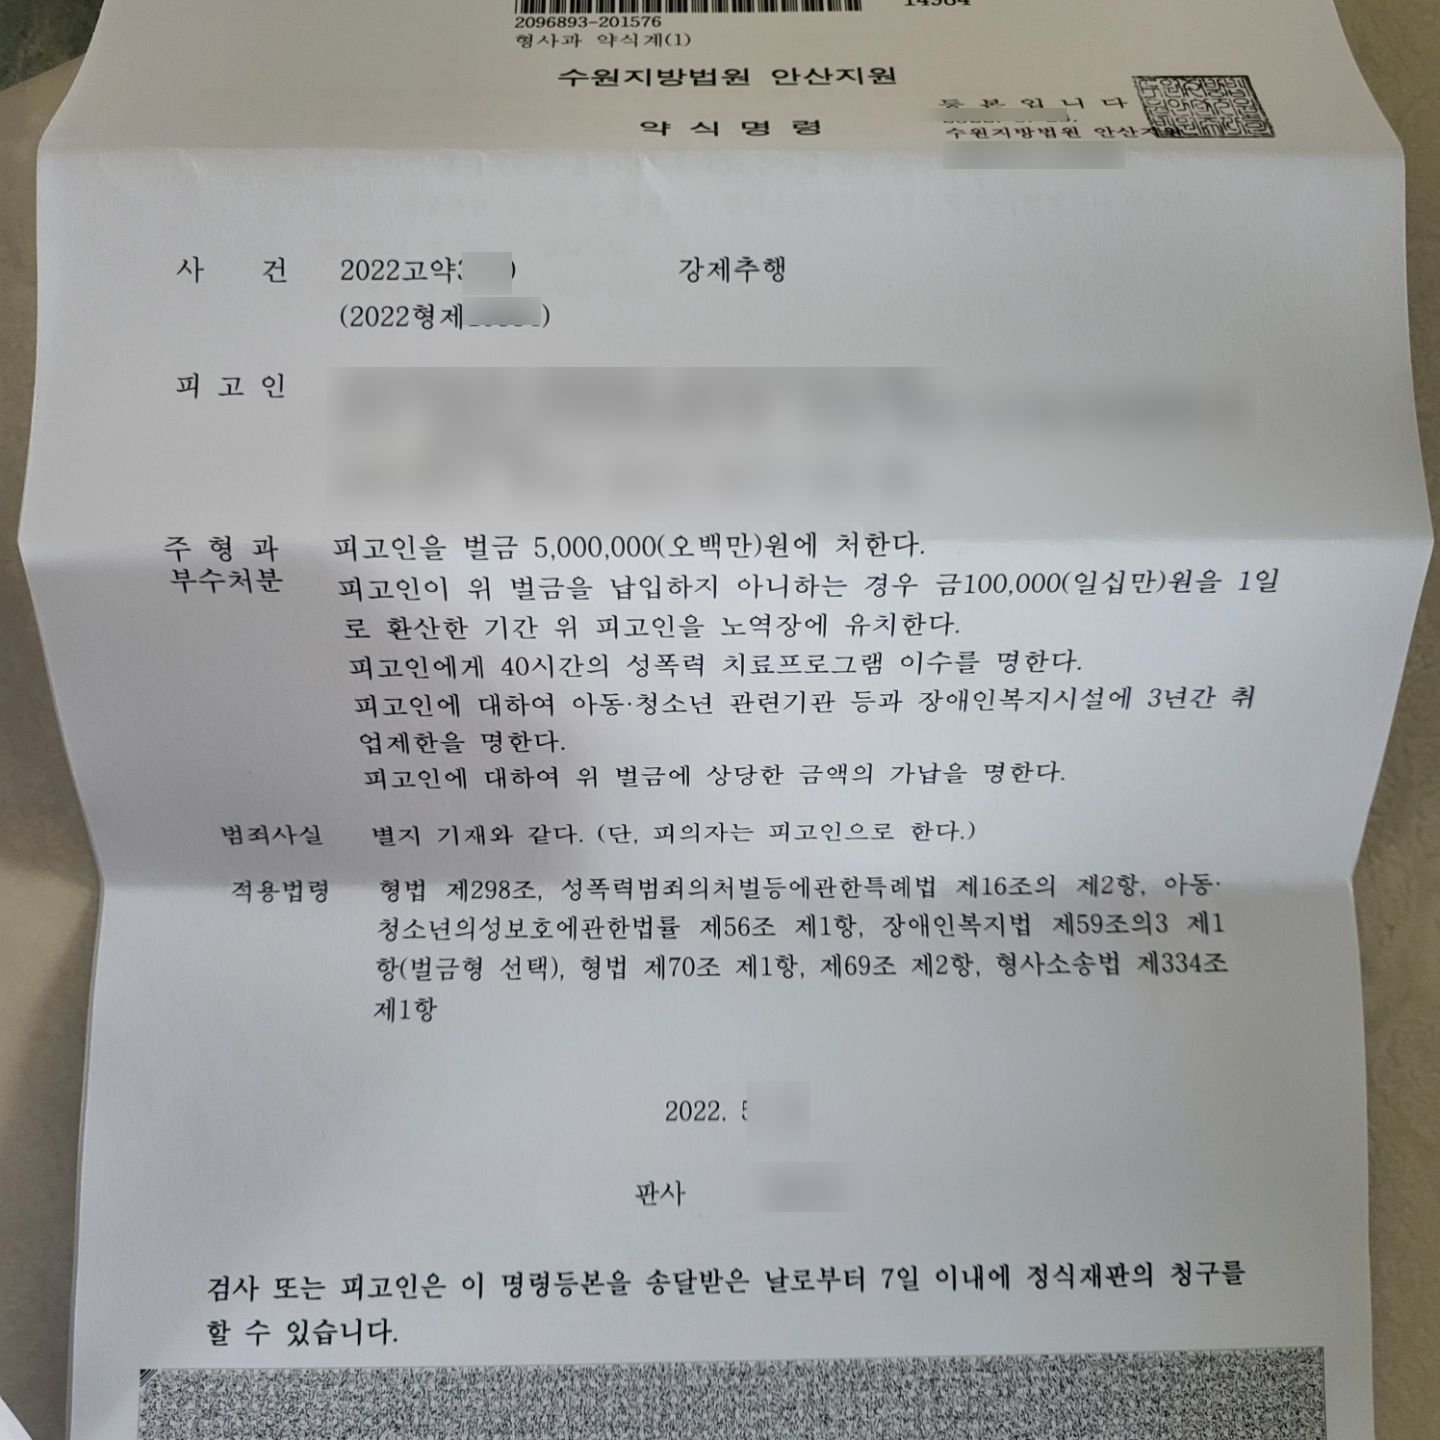 2096893-201576
형사과 약식계(1)
수원지방법원 안산지원
등 본 입 니 다
약 식 명 령
수원지방법원 안산지원
사 건 2022고약 강제추행
(2022형제 )
피 고 인
주 형 과 피고인을 벌금 5,000,000(오백만)원에 처한다.
부수처분 피고인이 위 벌금을 납입하지 아니하는 경우 금100,000(일십만)원을 1일
로 환산한 기간 위 피고인을 노역장에 유치한다.
피고인에게 40시간의 성폭력 치료프로그램 이수를 명한다.
피고인에 대하여 아동·청소년 관련기관 등과 장애인복지시설에 3년간 취
업제한을 명한다.
피고인에 대하여 위 벌금에 상당한 금액의 가납을 명한다.
범죄사실 별지 기재와 같다. (단, 피의자는 피고인으로 한다.)
적용법령 형법 제298조, 성폭력범죄의처벌등에관한특례법 제16조의 제2항, 아동·
청소년의성보호에관한법률 제56조 제1항, 장애인복지법 제59조의3 제1
항(벌금형 선택), 형법 제70조 제1항, 제69조 제2항, 형사소송법 제334조
제1항
2022.
판사
검사 또는 피고인은 이 명령등본을 송달받은 날로부터 7일 이내에 정식재판의 청구를
할 수 있습니다.